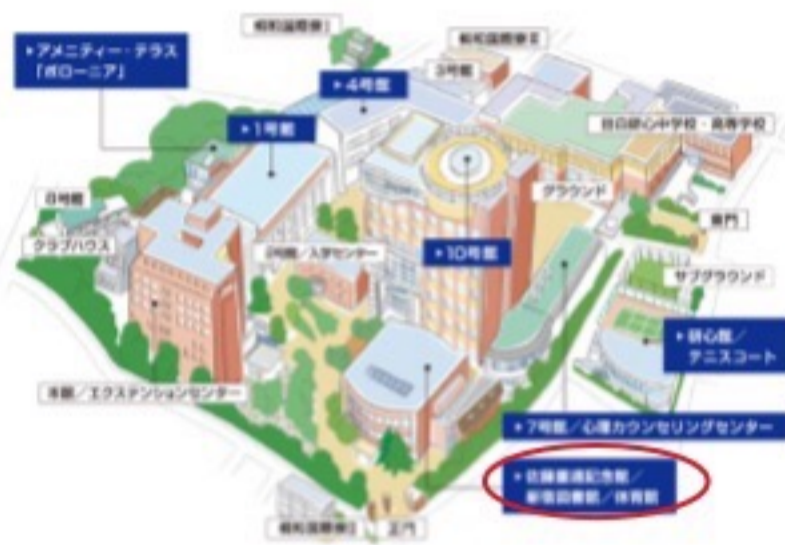 桐和国際寮Ⅰ
桐和国際寮Ⅱ
▶アメニティー・テラス
「ポローニア」
3号館
▶4号館
目白研心中学校・高等学校
▶1号館
グラウンド
8号館
東門
クラブハウス
2号館／入学センター
▶10号館
サブグラウンド
▶研心館／
テニスコート
本館／エクステンションセンター
▶7号館／心理カウンセリングセンター
▶佐藤重遠記念館／
新宿図書館／体育館
桐和国際寮
正門